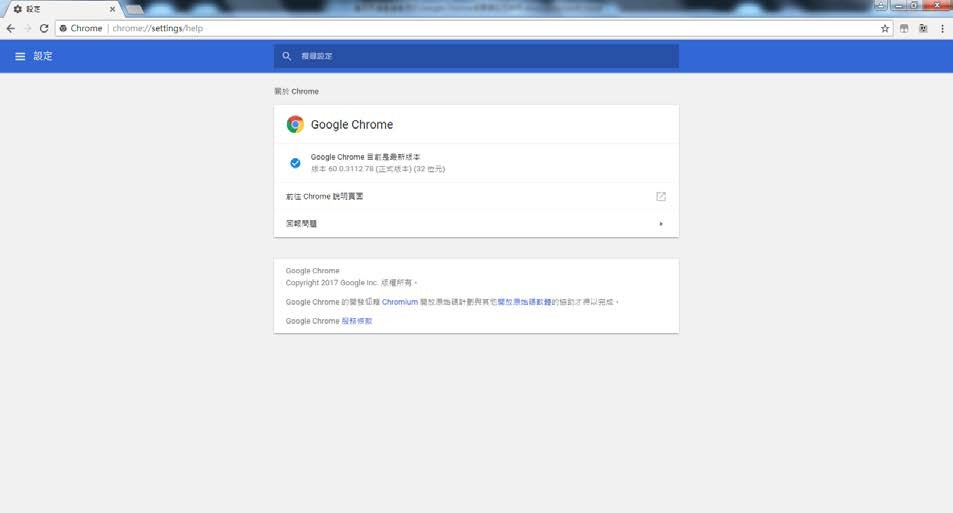 設定
Chrome | chrome://settings/help
設定
搜尋設定
關於 Chrome
Google Chrome
Google Chrome 目前是最新版本
版本 60.0.3112.78 (正式版本) (32 位元)
前往 Chrome 說明頁面
回報問題
Google Chrome
Copyright 2017 Google Inc. 版權所有。
Google Chrome 的開發仰賴 Chromium 開放原始碼計劃與其他開放原始碼軟體的協助才得以完成。
Google Chrome 服務條款